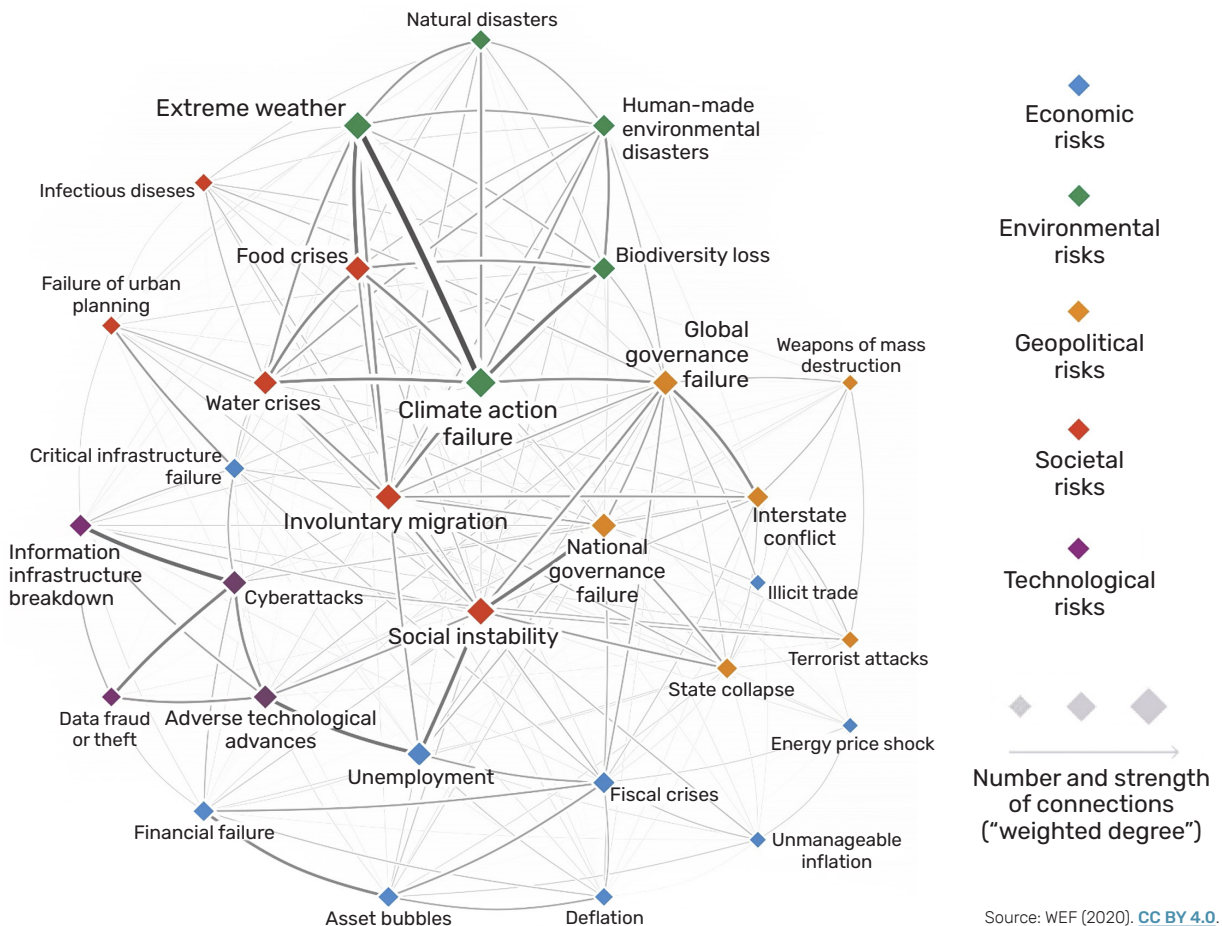 Natural disasters
Extreme weather
Human-made
environmental
disasters
Infectious diseses
Food crises
Biodiversity loss
Failure of urban
planning
Global
governance
failure
Weapons of mass
destruction
Water crises
Climate action
failure
Critical infrastructure
failure
Involuntary migration
Interstate
conflict
Information
infrastructure
breakdown
National
governance
failure
Cyberattacks
Illicit trade
Social instability
Terrorist attacks
State collapse
Data fraud
or theft
Adverse technological
advances
Energy price shock
Unemployment
Fiscal crises
Financial failure
Unmanageable
inflation
Asset bubbles
Deflation
Economic
risks
Environmental
risks
Geopolitical
risks
Societal
risks
Technological
risks
Number and strength
of connections
(“weighted degree”)
Source: WEF (2020). CC BY 4.0.